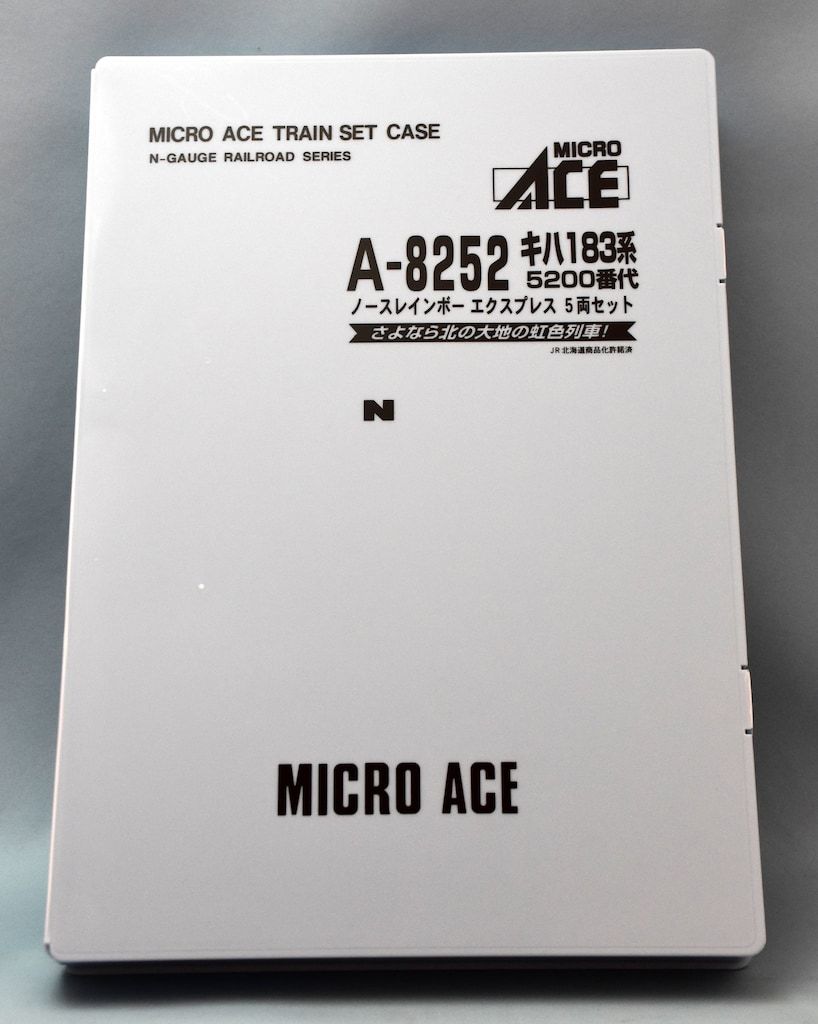 MICRO ACE TRAIN SET CASE
N-GAUGE RAILROAD SERIES
MICRO
ACE
A-8252 キハ183系
5200番代
ノースレインボー エクスプレス 5両セット
さよなら北の大地の虹色列車!
JR北海道商品化許諾済
N
MICRO ACE